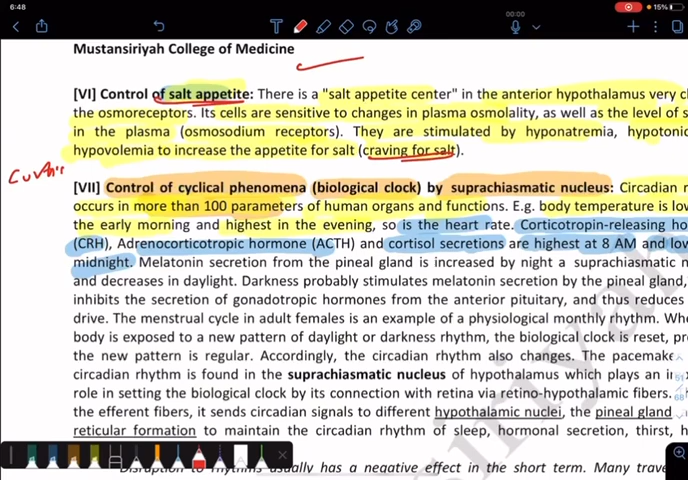 6:48
00:00
15%
Mustansiriyah College of Medicine
[VI] Control of salt appetite: There is a "salt appetite center" in the anterior hypothalamus very
the osmoreceptors. Its cells are sensitive to changes in plasma osmolality, as well as the level of
in the plasma (osmosodium receptors). They are stimulated by hyponatremia,
hypovolemia to increase the appetite for salt (craving for salt).
[VII] Control of cyclical phenomena (biological clock) by suprachiasmatic nucleus: Circadian
occurs in more than 100 parameters of human organs and functions. E.g. body temperature is
the early morning and highest in the evening, so is the heart rate. Corticotropin-releasing
(CRH), Adrenocorticotropic hormone (ACTH) and cortisol secretions are highest at 8 AM and
midnight. Melatonin secretion from the pineal gland is increased by night a suprachiasmatic
and decreases in daylight. Darkness probably stimulates melatonin secretion by the pineal gland,
inhibits the secretion of gonadotropic hormones from the anterior pituitary, and thus reduces
drive. The menstrual cycle in adult females is an example of a physiological monthly rhythm.
body is exposed to a new pattern of daylight or darkness rhythm, the biological clock is reset,
the new pattern is regular. Accordingly, the circadian rhythm also changes. The
circadian rhythm is found in the suprachiasmatic nucleus of hypothalamus which plays an
role in setting the biological clock by its connection with retina via retino-hypothalamic fibers.
the efferent fibers, it sends circadian signals to different hypothalamic nuclei, the pineal gland
reticular formation to maintain the circadian rhythm of sleep, hormonal secretion, thirst,
usually has a negative effect in the short term. Many